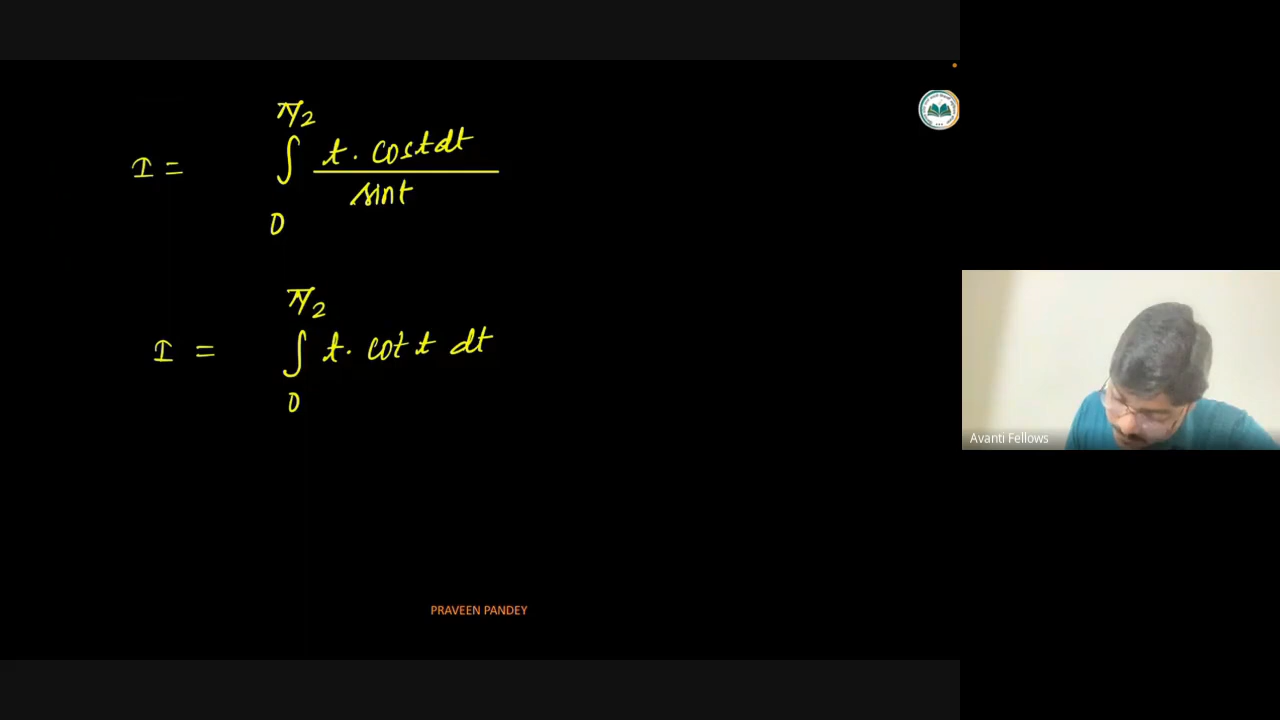 I = ∫₀^{π/2} t. cost dt / sint
I = ∫₀^{π/2} t. cot t dt
Avanti Fellows
PRAVEEN PANDEY